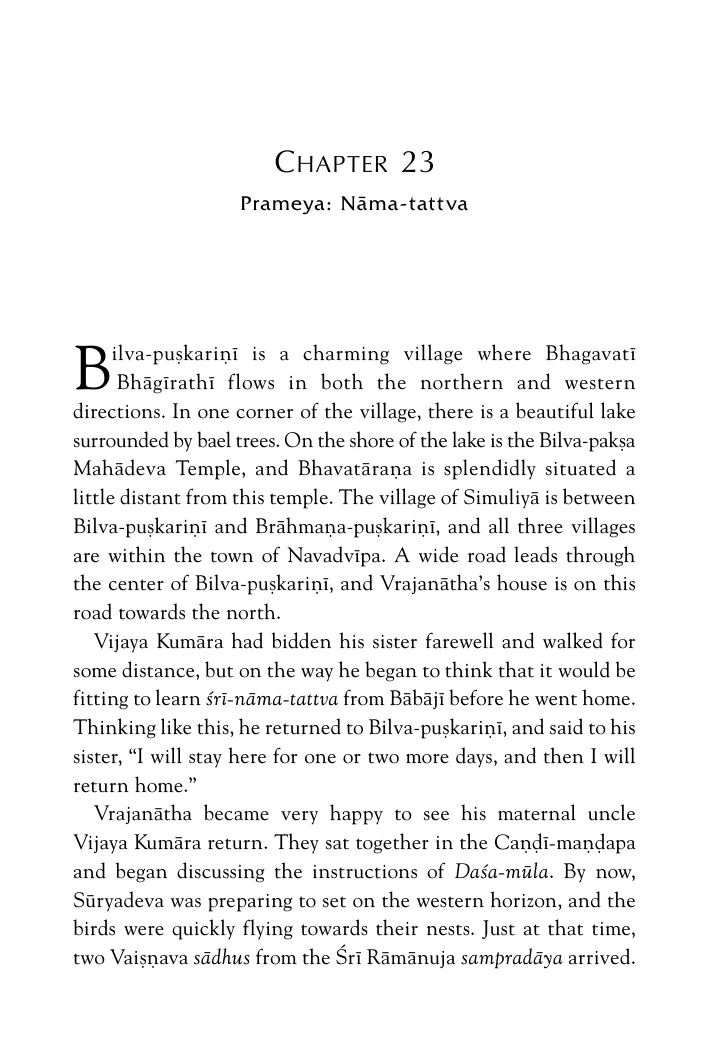 CHAPTER 23
Prameya: Nāma-tattva
Bilva-puṣkariṇī is a charming village where Bhagavatī
Bhāgīrathī flows in both the northern and western
directions. In one corner of the village, there is a beautiful lake
surrounded by bael trees. On the shore of the lake is the Bilva-pakṣa
Mahādeva Temple, and Bhavatāraṇa is splendidly situated a
little distant from this temple. The village of Simuliyā is between
Bilva-puṣkariṇī and Brāhmaṇa-puṣkariṇī, and all three villages
are within the town of Navadvīpa. A wide road leads through
the center of Bilva-puṣkariṇī, and Vrajanātha’s house is on this
road towards the north.
Vijaya Kumāra had bidden his sister farewell and walked for
some distance, but on the way he began to think that it would be
fitting to learn śrī-nāma-tattva from Bābājī before he went home.
Thinking like this, he returned to Bilva-puṣkariṇī, and said to his
sister, “I will stay here for one or two more days, and then I will
return home.”
Vrajanātha became very happy to see his maternal uncle
Vijaya Kumāra return. They sat together in the Caṇḍī-maṇḍapa
and began discussing the instructions of Daśa-mūla. By now,
Sūryadeva was preparing to set on the western horizon, and the
birds were quickly flying towards their nests. Just at that time,
two Vaiṣṇava sādhus from the Śrī Rāmānuja sampradāya arrived.